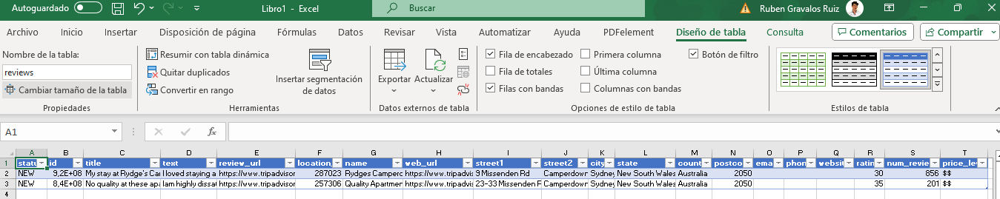 Autoguardado Libro1 - Excel Buscar Ruben Gravalos Ruiz
Archivo Inicio Insertar Disposición de página Fórmulas Datos Revisar Vista Automatizar Ayuda PDFelement Diseño de tabla Consulta Comentarios Compartir
Nombre de la tabla:
reviews
Cambiar tamaño de la tabla
Propiedades
Resumir con tabla dinámica
Quitar duplicados
Convertir en rango
Insertar segmentación
de datos
Herramientas
Exportar Actualizar
Datos externos de tabla
Fila de encabezado Primera columna Botón de filtro
Fila de totales Última columna
Filas con bandas Columnas con bandas
Opciones de estilo de tabla
Estilos de tabla
A1 fx
A B C D E F G H I J K L M N O P Q R S T
1 statu id title text review_url location_ name web_url street1 street2 city state count postco ema phon websit ratin num_revie price_lev
2 NEW 9,2E+08 My stay at Rydge's Ca I loved staying a https://www.tripadvisor 287023 Rydges Camperd https://www.tripadvis 9 Missenden Rd Camperdown Sydney New South Wales Australia 2050 30 856 $$
3 NEW 8,4E+08 No quality at these apa I am highly dissat https://www.tripadvisor 257306 Quality Apartmen https://www.tripadvis 23-33 Missenden R Camperdown Sydney New South Wales Australia 2050 35 201 $$
4